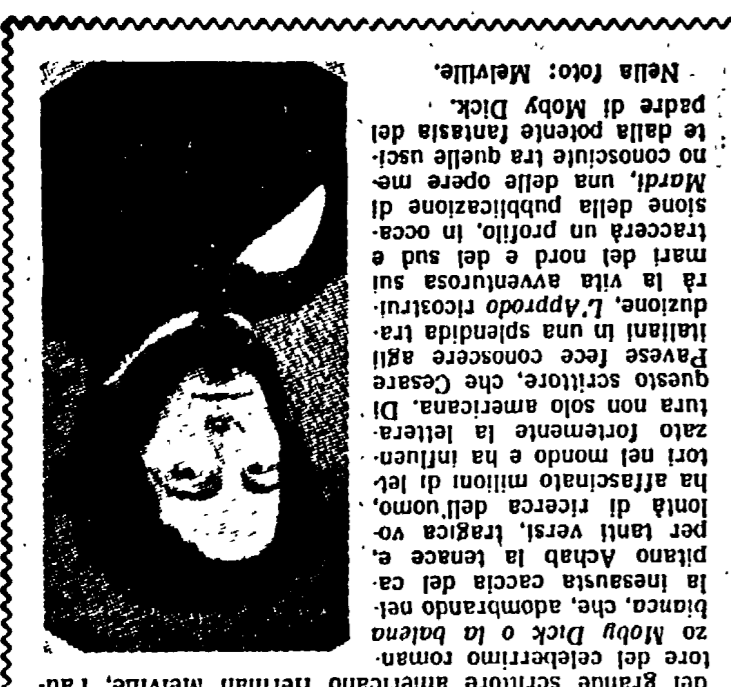 del grande scrittore americano Herman Melville, l'au-
tore del celeberrimo roman-
zo Moby Dick o la balena
bianca, che, adombrando nel-
la inesausta caccia del ca-
pitano Achab la tenace e,
per tanti versi, tragica vo-
lontà di ricerca dell'uomo,
ha affascinato milioni di let-
tori nel mondo e ha influen-
zato fortemente la lettera-
tura non solo americana. Di
questo scrittore, che Cesare
Pavese fece conoscere agli
italiani in una splendida tra-
duzione, L'Approdo ricostrui-
rà la vita avventurosa sui
mari del nord e del sud e
traccerà un profilo, in occa-
sione della pubblicazione di
Mardi, una delle opere me-
no conosciute tra quelle usci-
te dalla potente fantasia del
padre di Moby Dick.
Nella foto: Melville.